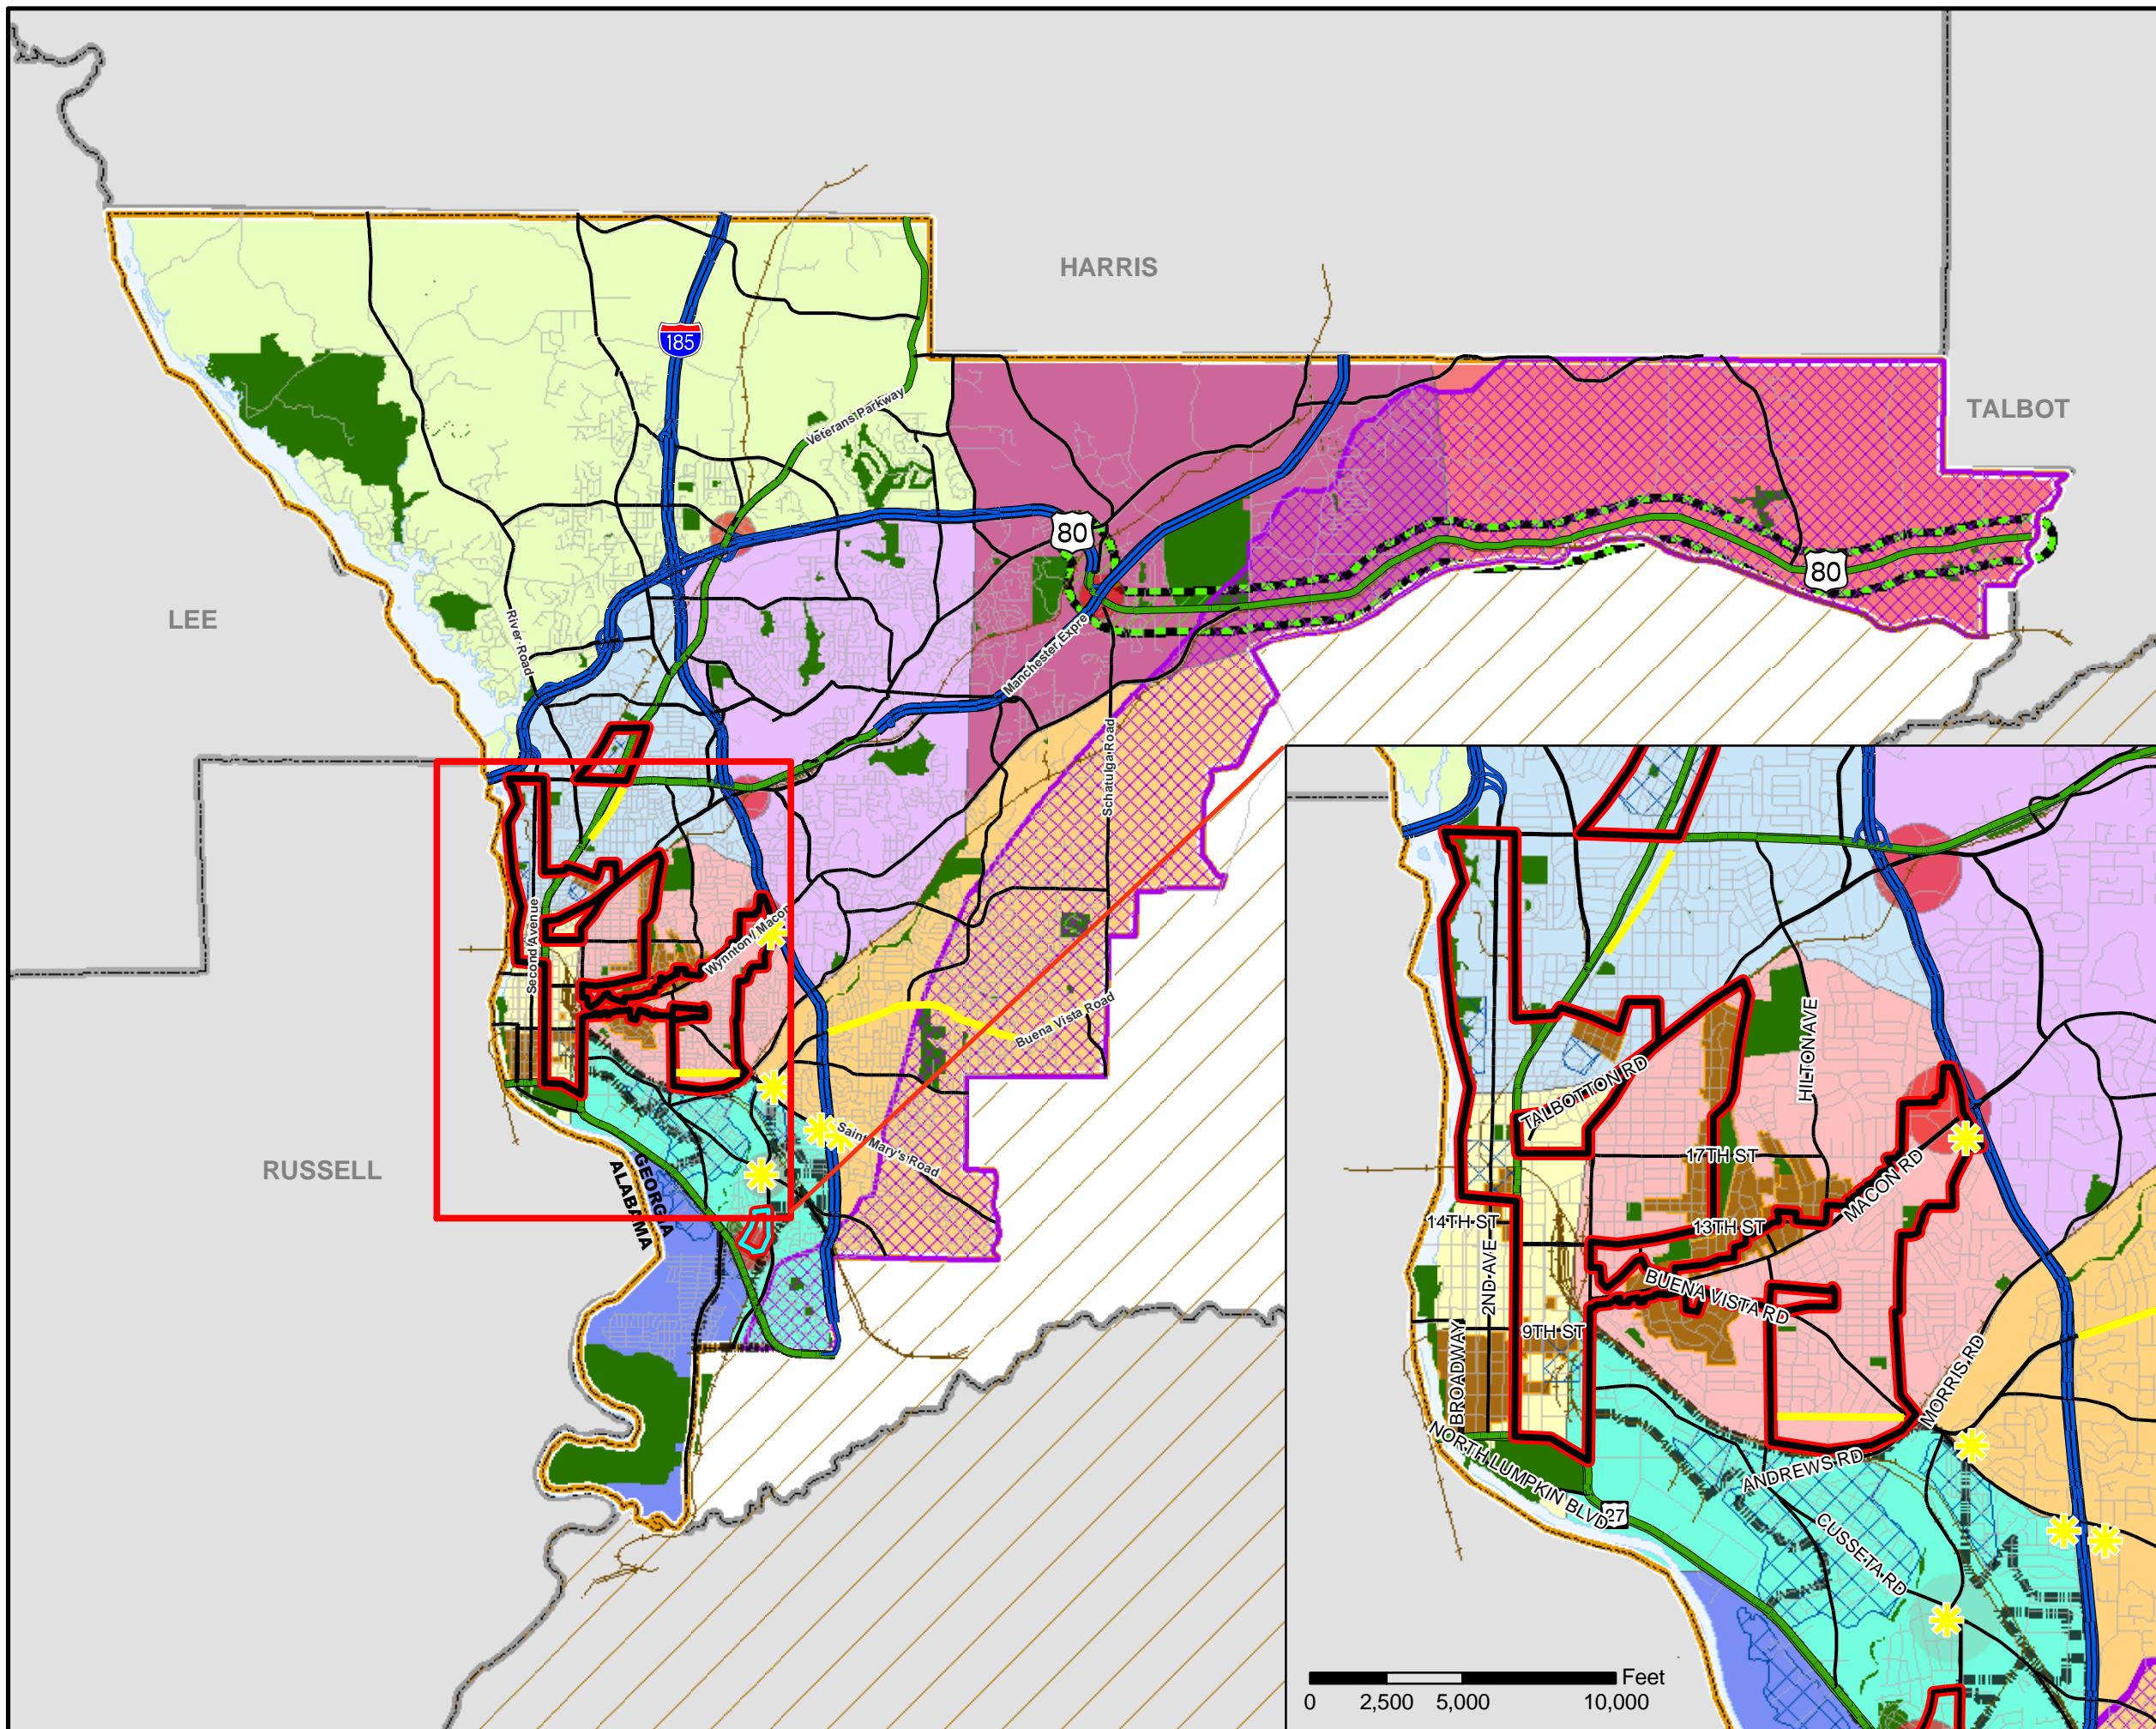 HARRIS
TALBOT
185
Veterans Parkway
80
80
LEE
River Road
Manchester Expre
Schatulga Road
Second Avenue
Wynnton / Macon
Buena Vista Road
Saint Mary's Road
RUSSELL
GEORGIA
ALABAMA
HILTON AVE
TALBOTTON RD
17TH ST
MACON RD
14TH ST
13TH ST
2ND AVE
BUENA VISTA RD
9TH ST
BROADWAY
MORRIS RD
NORTH LUMPKIN BLVD
27
ANDREWS RD
CUSSETA RD
Feet
0 2,500 5,000 10,000